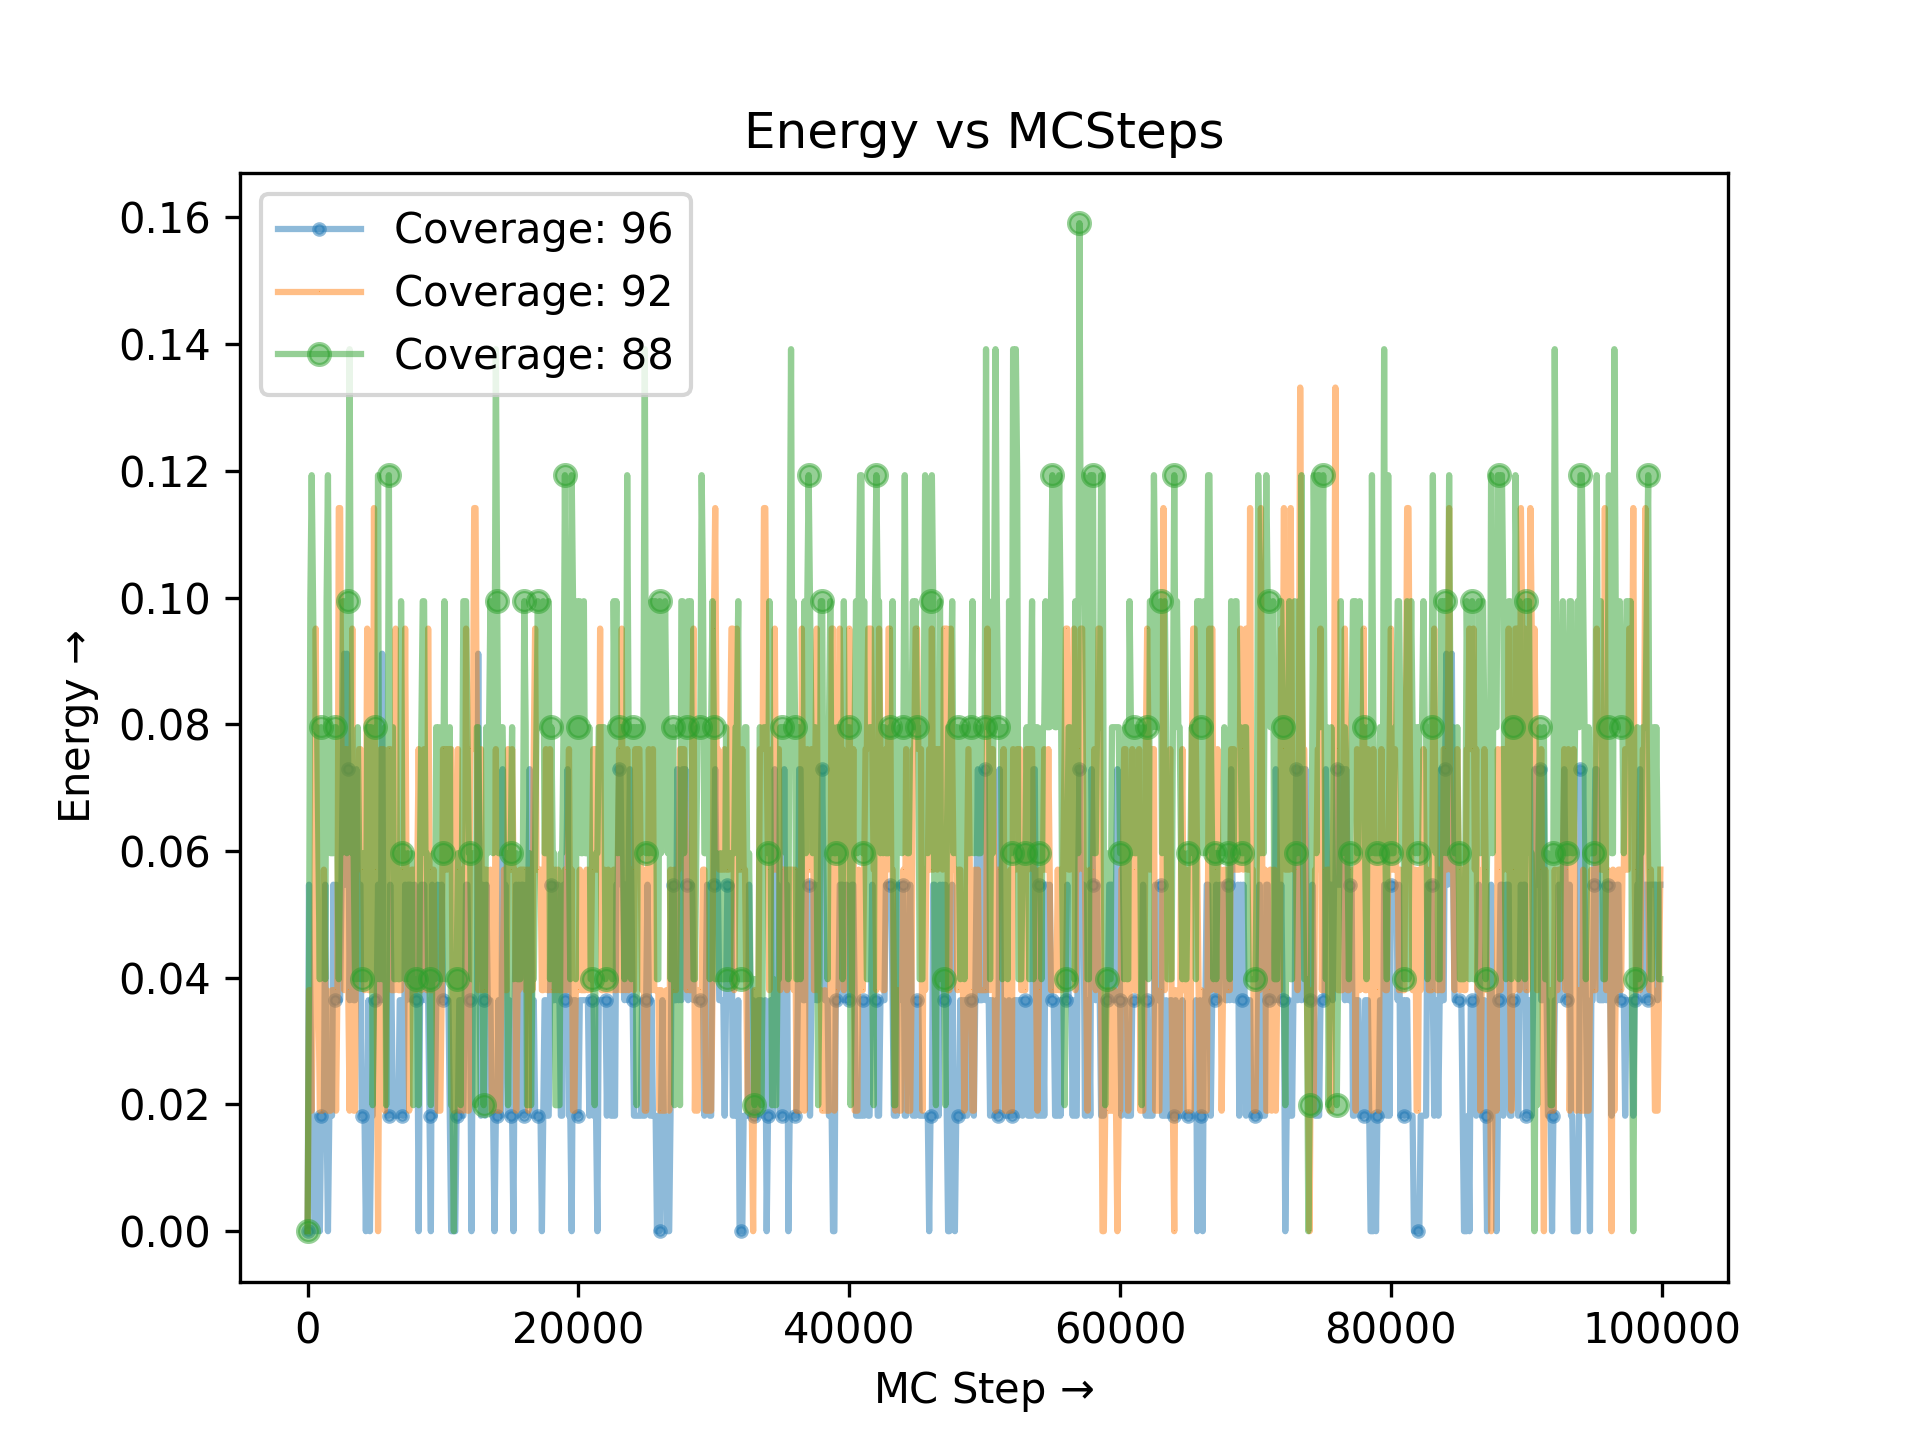 Energy vs MCSteps
Coverage: 96
Coverage: 92
Coverage: 88
0.16
0.14
0.12
0.10
0.08
0.06
0.04
0.02
0.00
Energy →
0 20000 40000 60000 80000 100000
MC Step →